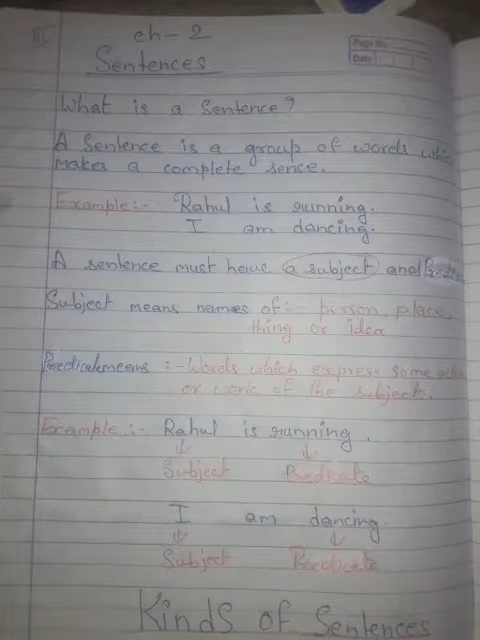 III
ch-2
Page No.
Date
Sentences
What is a Sentence?
A Sentence is a group of words which
makes a complete sence.
Example:- Rahul is running.
I am dancing.
A sentence must have a subject and
Subject means names of:- person, place,
thing or idea
Predicate means :- Words which express some
or work of the subject.
Example:- Rahul is running.
Subject Predicate
I am dancing.
Subject Predicate
Kinds of Sentences